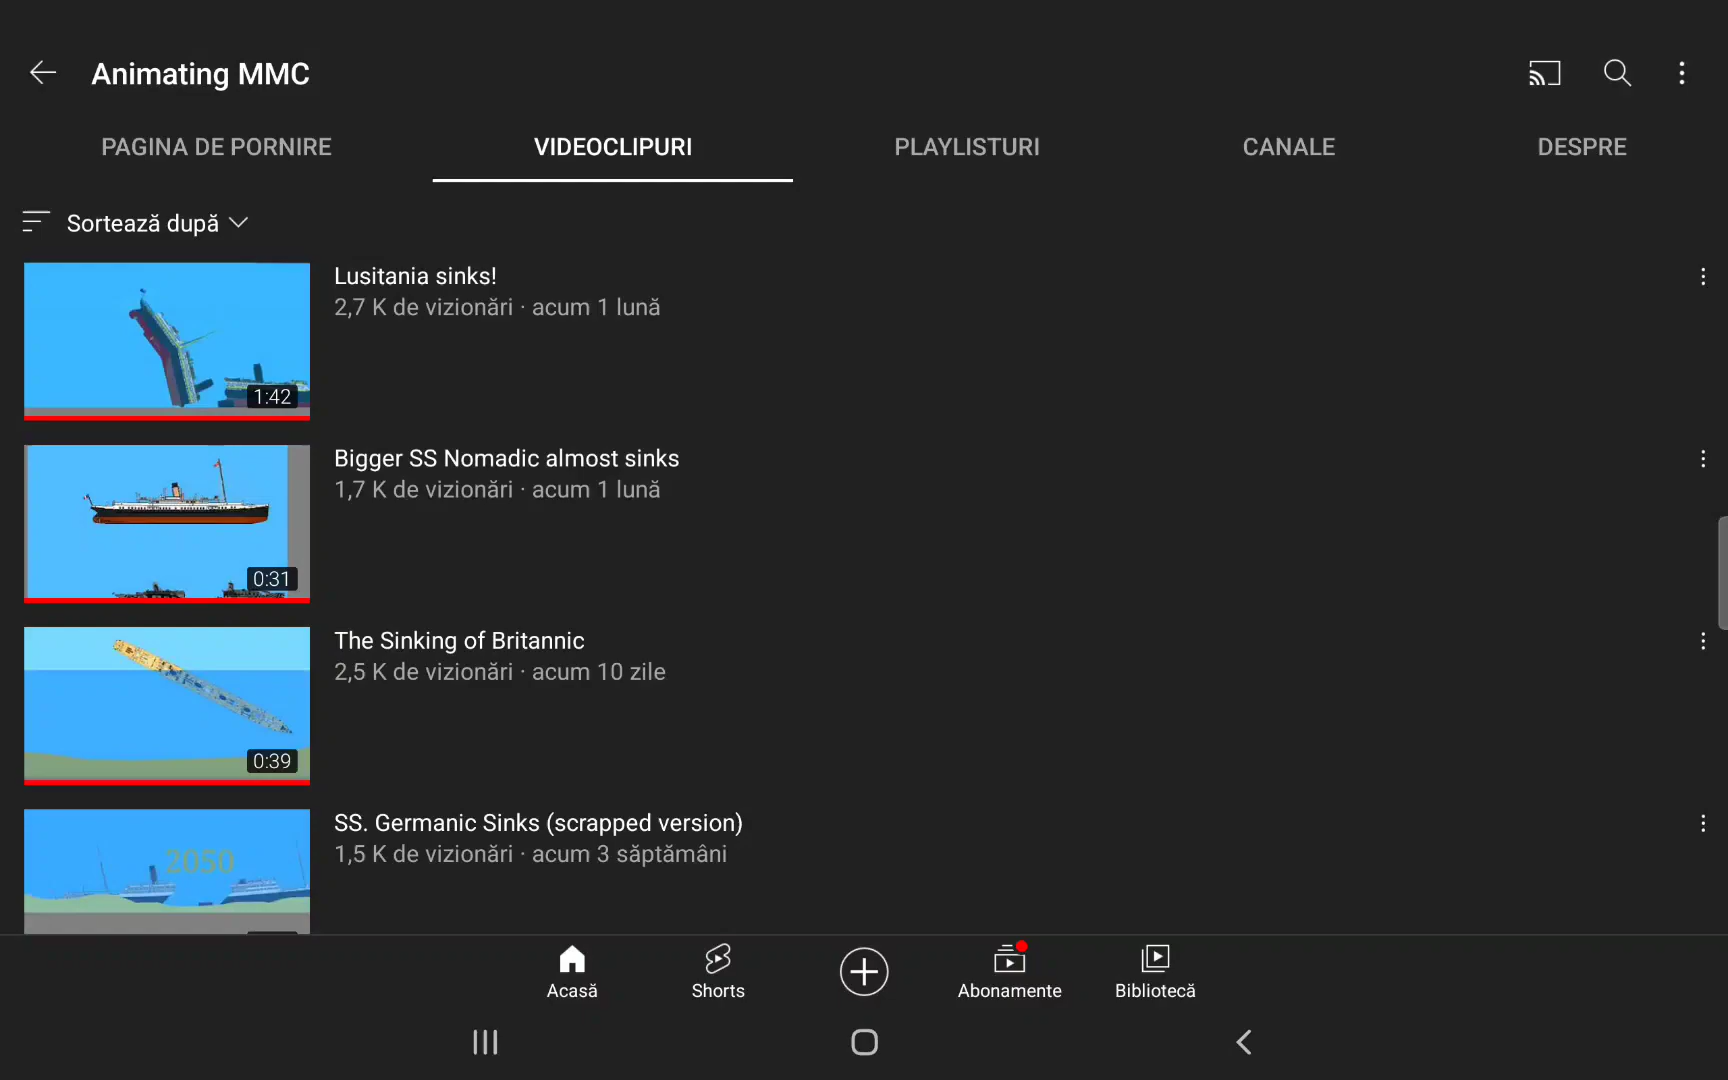 Animating MMC
PAGINA DE PORNIRE
VIDEOCLIPURI
PLAYLISTURI
CANALE
DESPRE
Sortează după
Lusitania sinks!
2,7 K de vizionări · acum 1 lună
1:42
Bigger SS Nomadic almost sinks
1,7 K de vizionări · acum 1 lună
0:31
The Sinking of Britannic
2,5 K de vizionări · acum 10 zile
0:39
SS. Germanic Sinks (scrapped version)
1,5 K de vizionări · acum 3 săptămâni
2050
Acasă
Shorts
Abonamente
Bibliotecă